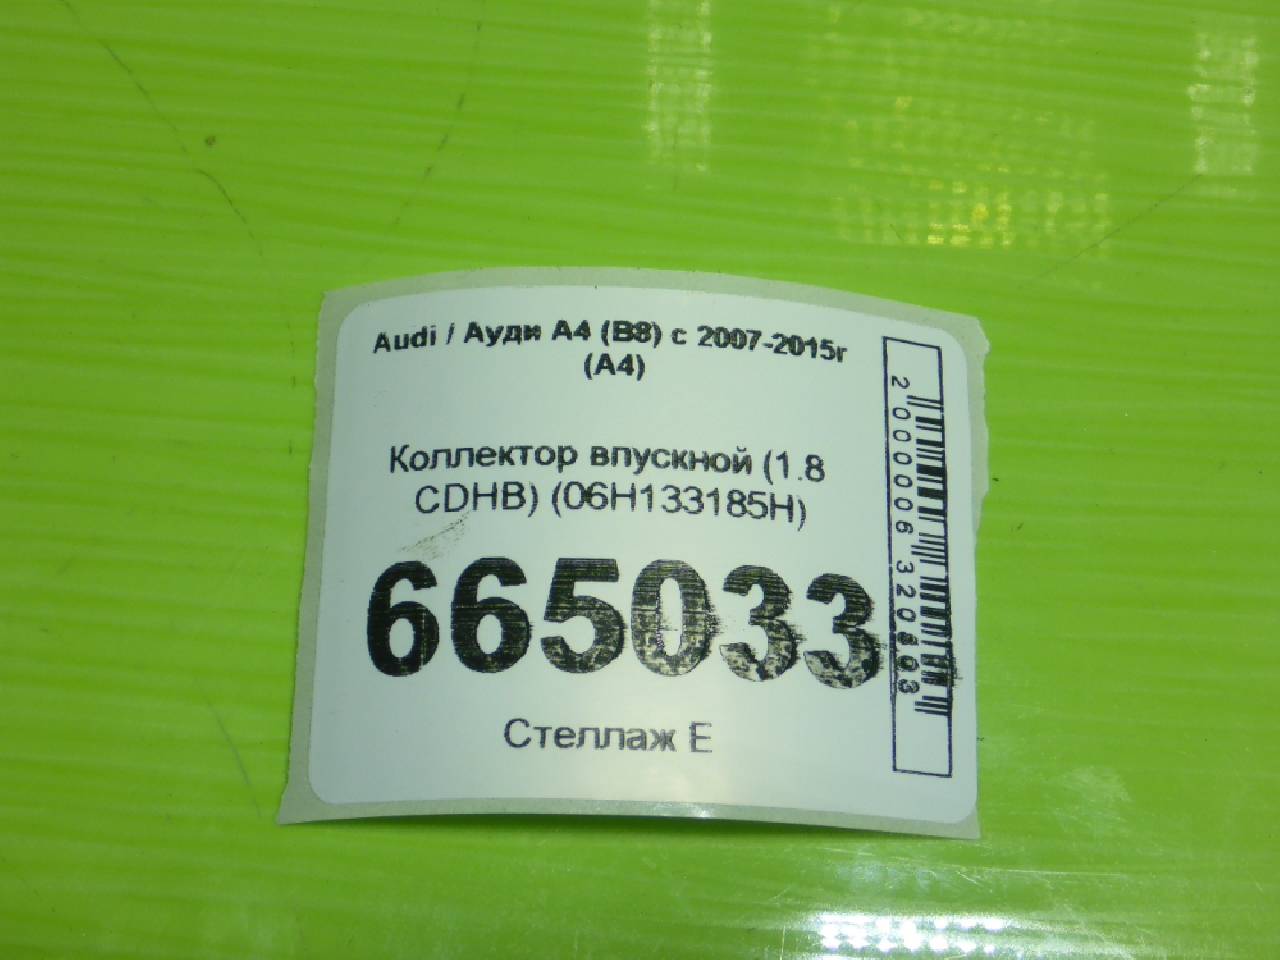 Audi / Ауди А4 (B8) с 2007-2015г
(A4)
Коллектор впускной (1.8
CDHB) (06H133185H)
665033
Стеллаж E